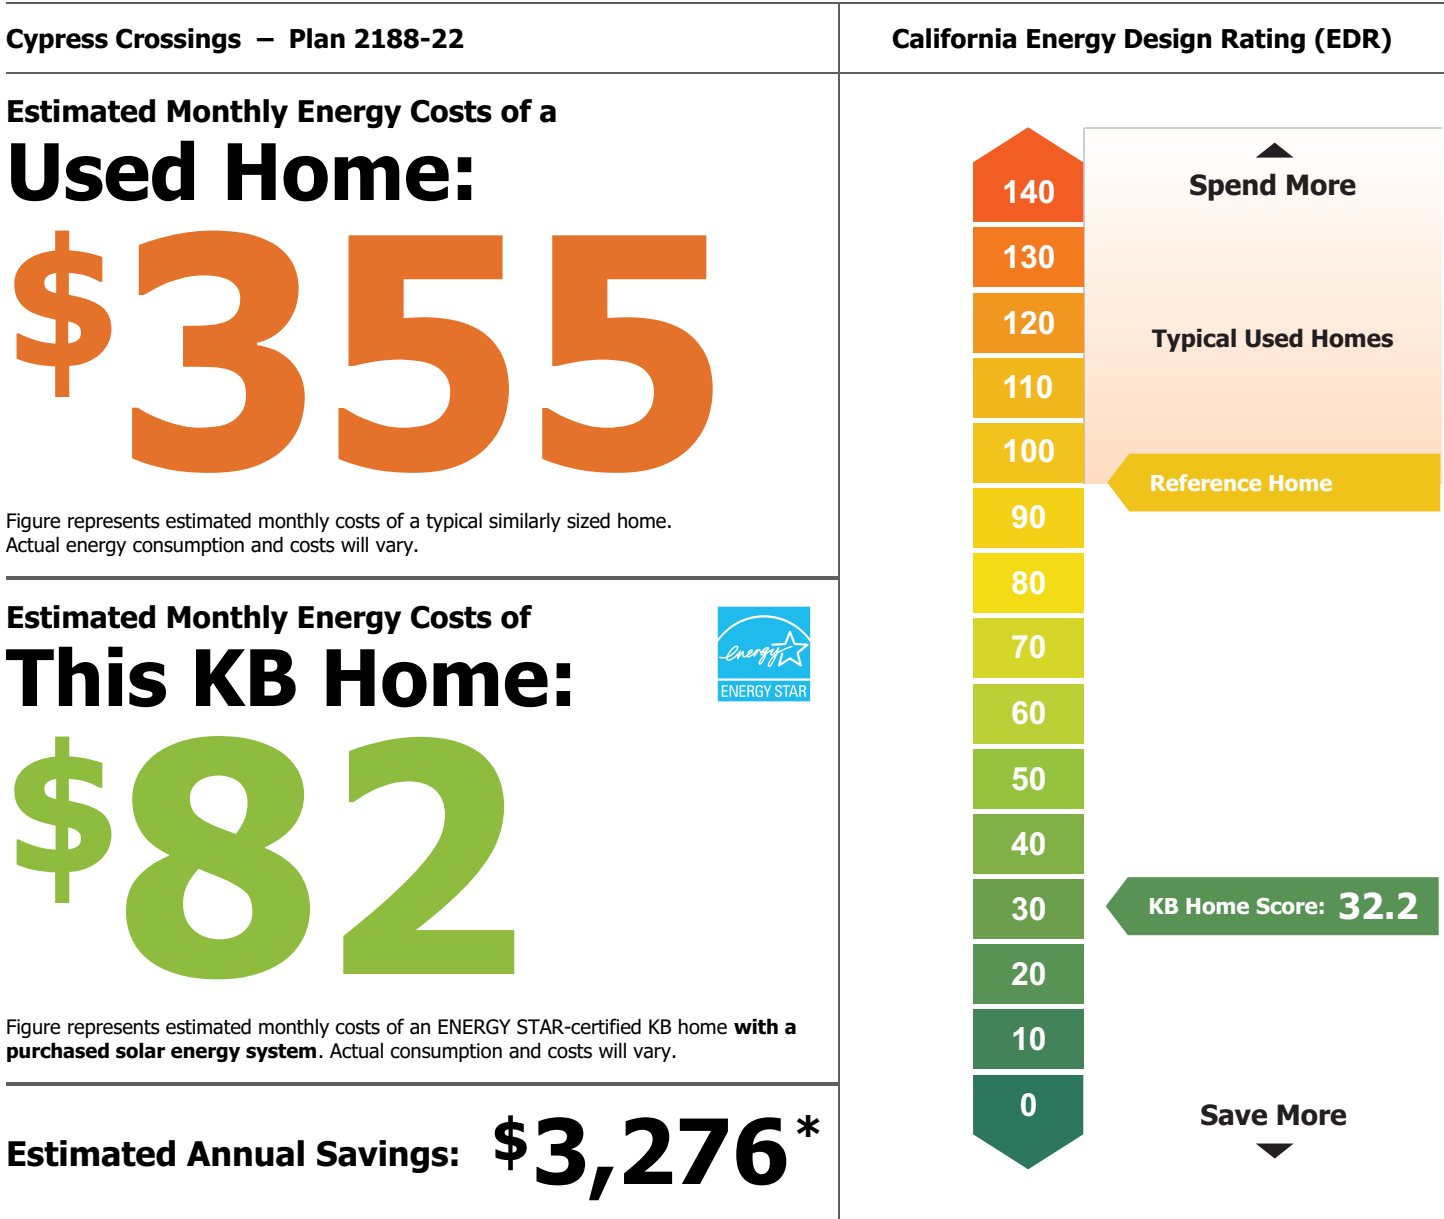 Cypress Crossings – Plan 2188-22
Estimated Monthly Energy Costs of a
Used Home:
$355
Figure represents estimated monthly costs of a typical similarly sized home.
Actual energy consumption and costs will vary.
Estimated Monthly Energy Costs of
This KB Home:
energy
ENERGY STAR
$82
Figure represents estimated monthly costs of an ENERGY STAR-certified KB home with a
purchased solar energy system. Actual consumption and costs will vary.
Estimated Annual Savings: $3,276*
California Energy Design Rating (EDR)
140
130
120
110
100
90
80
70
60
50
40
30
20
10
0
Spend More
Typical Used Homes
Reference Home
KB Home Score: 32.2
Save More